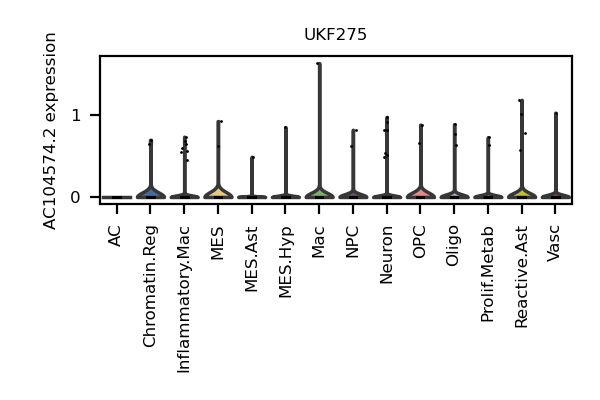 UKF275
AC104574.2 expression
1
0
AC
Chromatin.Reg
Inflammatory.Mac
MES
MES.Ast
MES.Hyp
Mac
NPC
Neuron
OPC
Oligo
Prolif.Metab
Reactive.Ast
Vasc